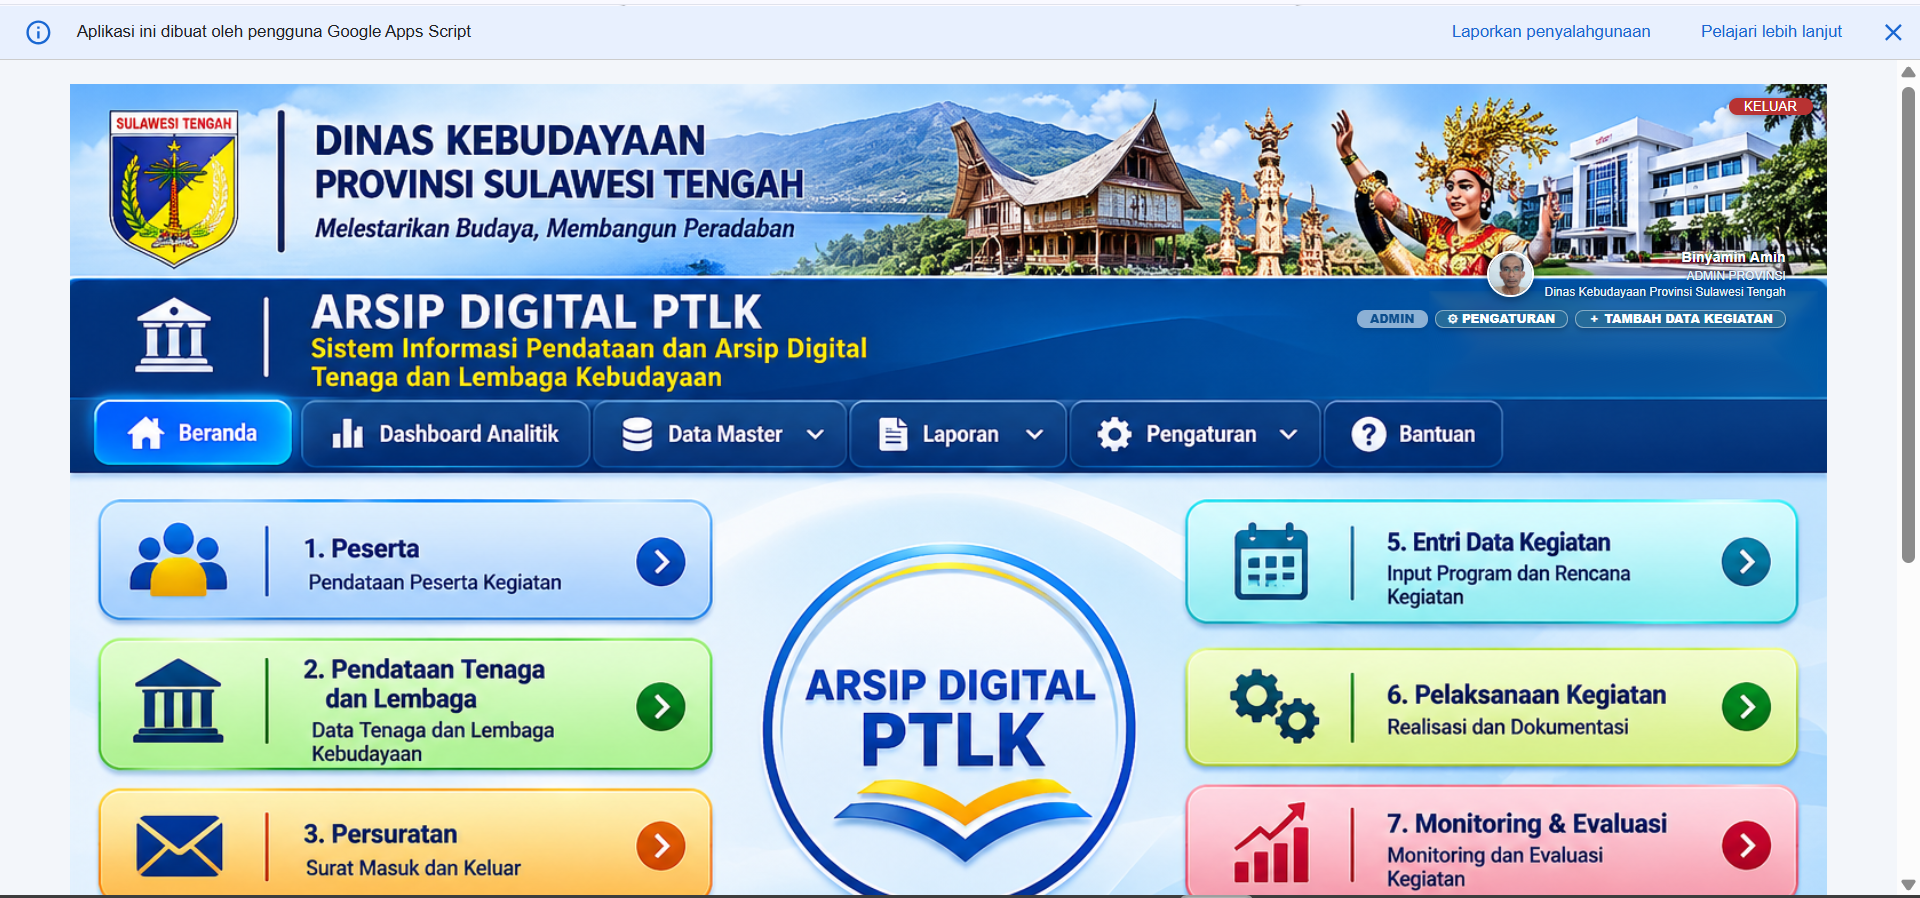 Aplikasi ini dibuat oleh pengguna Google Apps Script
Laporkan penyalahgunaan
Pelajari lebih lanjut
SULAWESI TENGAH
DINAS KEBUDAYAAN
PROVINSI SULAWESI TENGAH
Melestarikan Budaya, Membangun Peradaban
KELUAR
Binyamin Amin
ADMIN PROVINSI
Dinas Kebudayaan Provinsi Sulawesi Tengah
ADMIN
PENGATURAN
+ TAMBAH DATA KEGIATAN
ARSIP DIGITAL PTLK
Sistem Informasi Pendataan dan Arsip Digital
Tenaga dan Lembaga Kebudayaan
Beranda
Dashboard Analitik
Data Master
Laporan
Pengaturan
? Bantuan
1. Peserta
Pendataan Peserta Kegiatan
2. Pendataan Tenaga
dan Lembaga
Data Tenaga dan Lembaga
Kebudayaan
3. Persuratan
Surat Masuk dan Keluar
ARSIP DIGITAL
PTLK
5. Entri Data Kegiatan
Input Program dan Rencana
Kegiatan
6. Pelaksanaan Kegiatan
Realisasi dan Dokumentasi
7. Monitoring & Evaluasi
Monitoring dan Evaluasi
Kegiatan